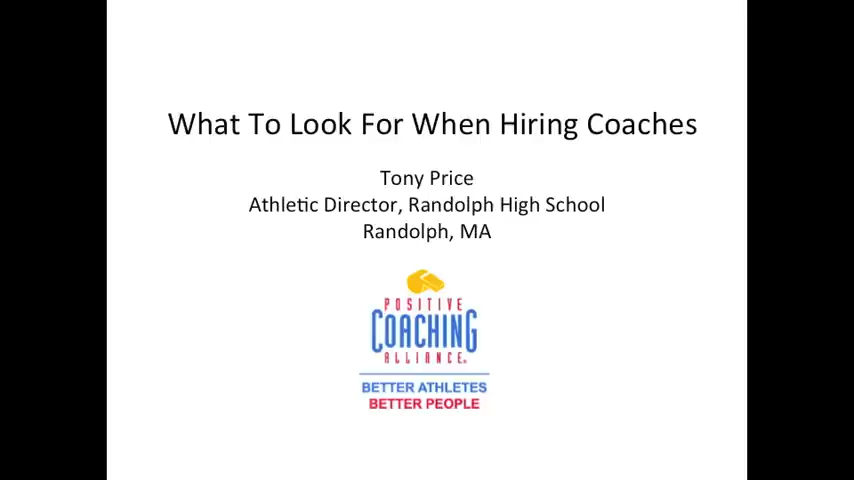 What To Look For When Hiring Coaches
Tony Price
Athletic Director, Randolph High School
Randolph, MA
POSITIVE
COACHING
ALLIANCE®
BETTER ATHLETES
BETTER PEOPLE